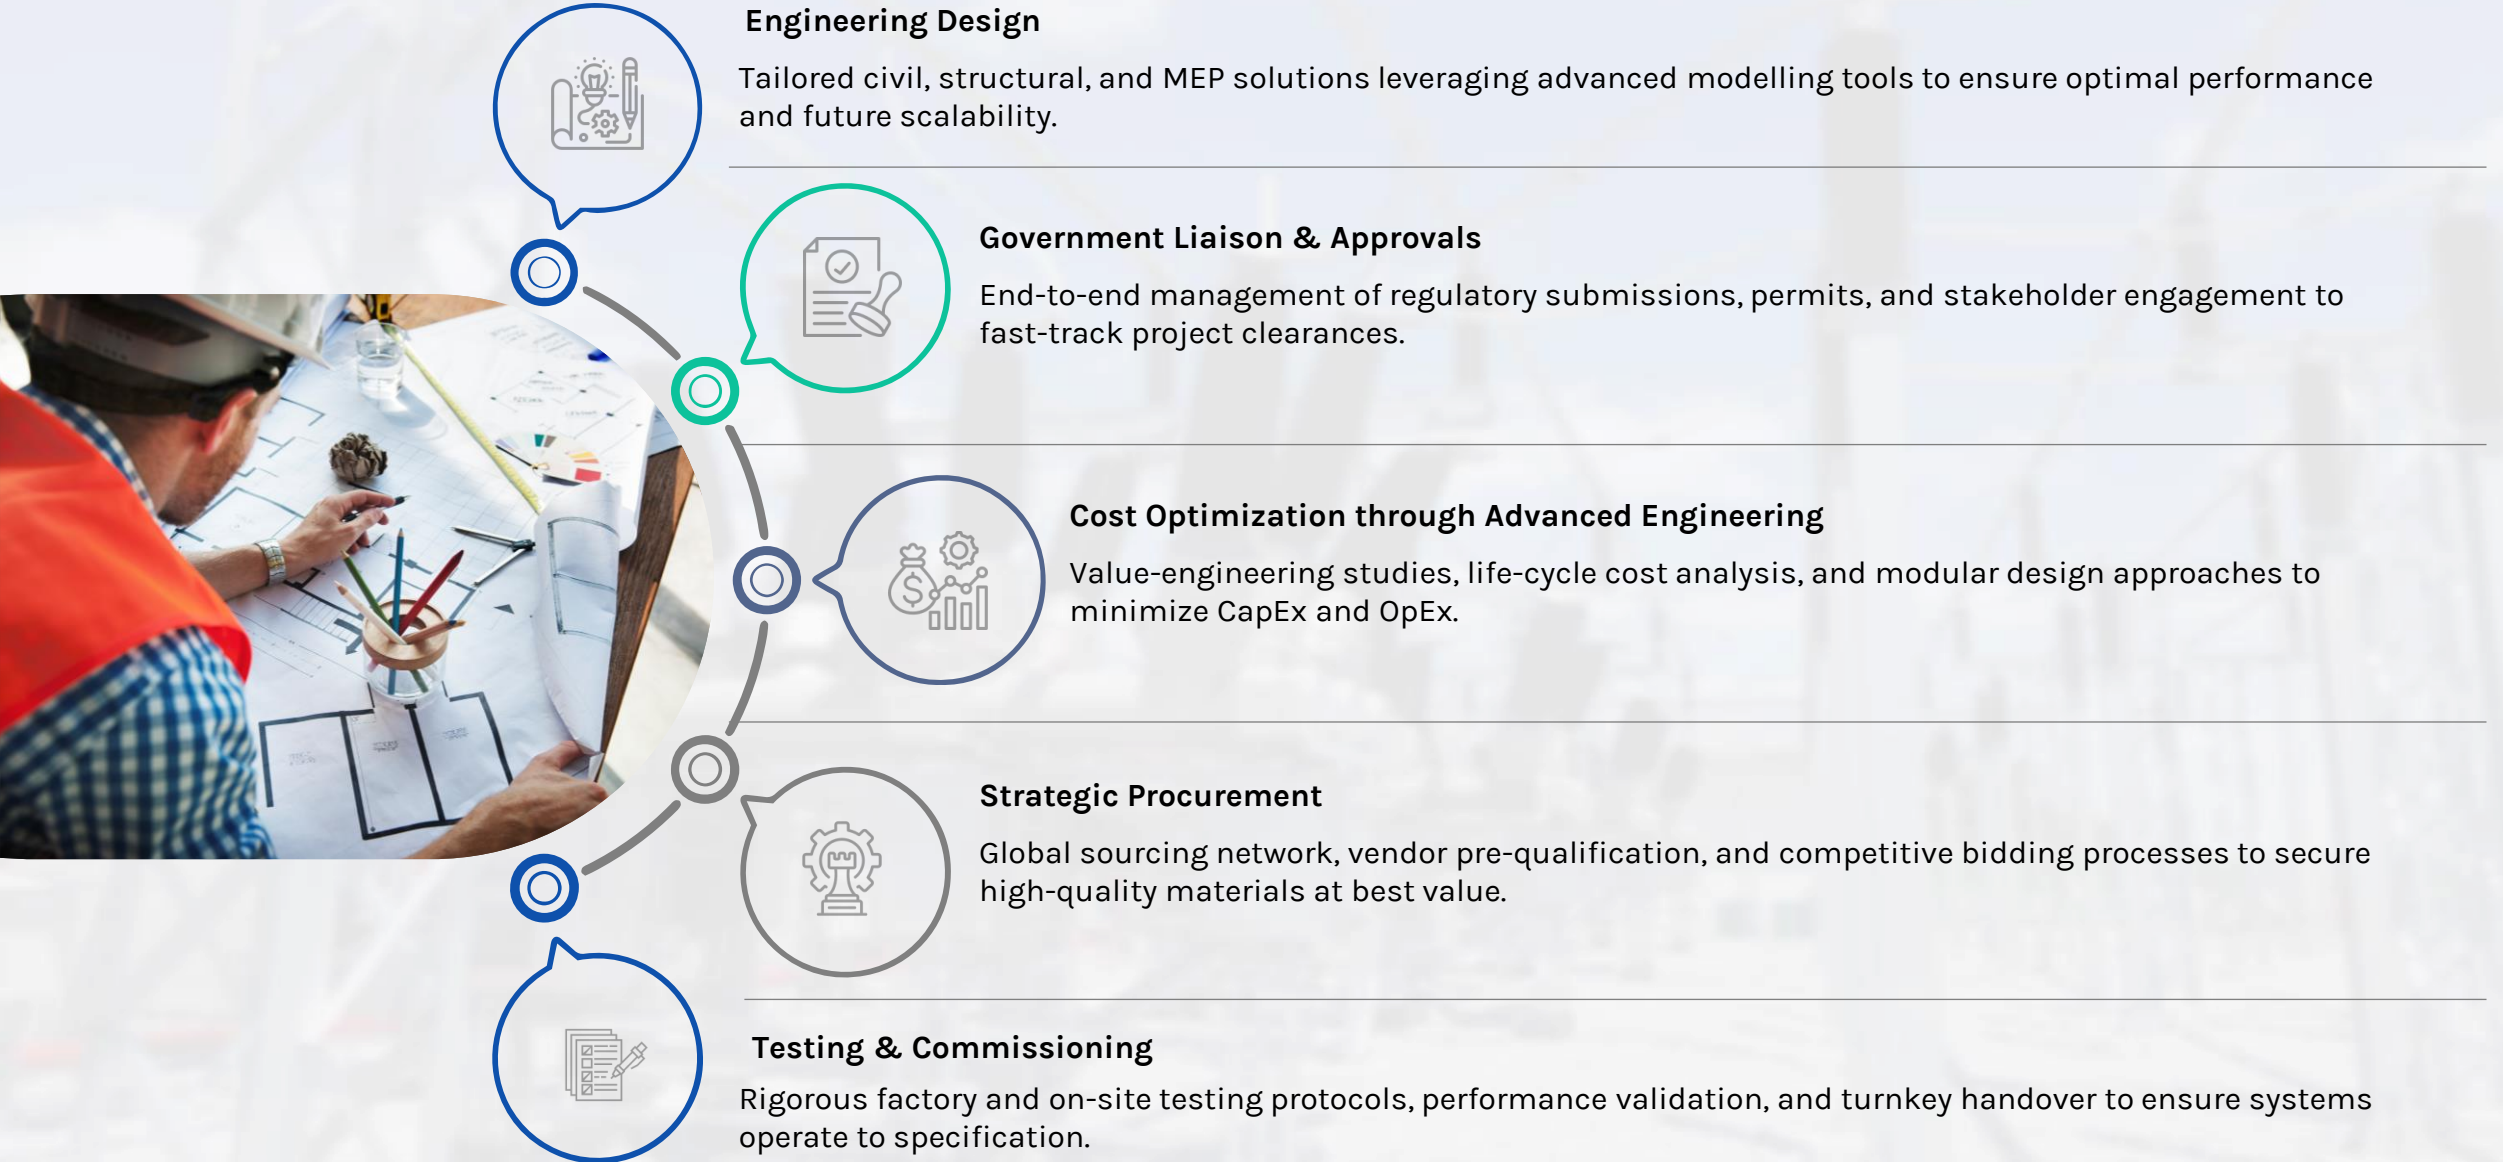 Engineering Design
Tailored civil, structural, and MEP solutions leveraging advanced modelling tools to ensure optimal performance
and future scalability.
Government Liaison & Approvals
End-to-end management of regulatory submissions, permits, and stakeholder engagement to
fast-track project clearances.
Cost Optimization through Advanced Engineering
Value-engineering studies, life-cycle cost analysis, and modular design approaches to
minimize CapEx and OpEx.
Strategic Procurement
Global sourcing network, vendor pre-qualification, and competitive bidding processes to secure
high-quality materials at best value.
Testing & Commissioning
Rigorous factory and on-site testing protocols, performance validation, and turnkey handover to ensure systems
operate to specification.